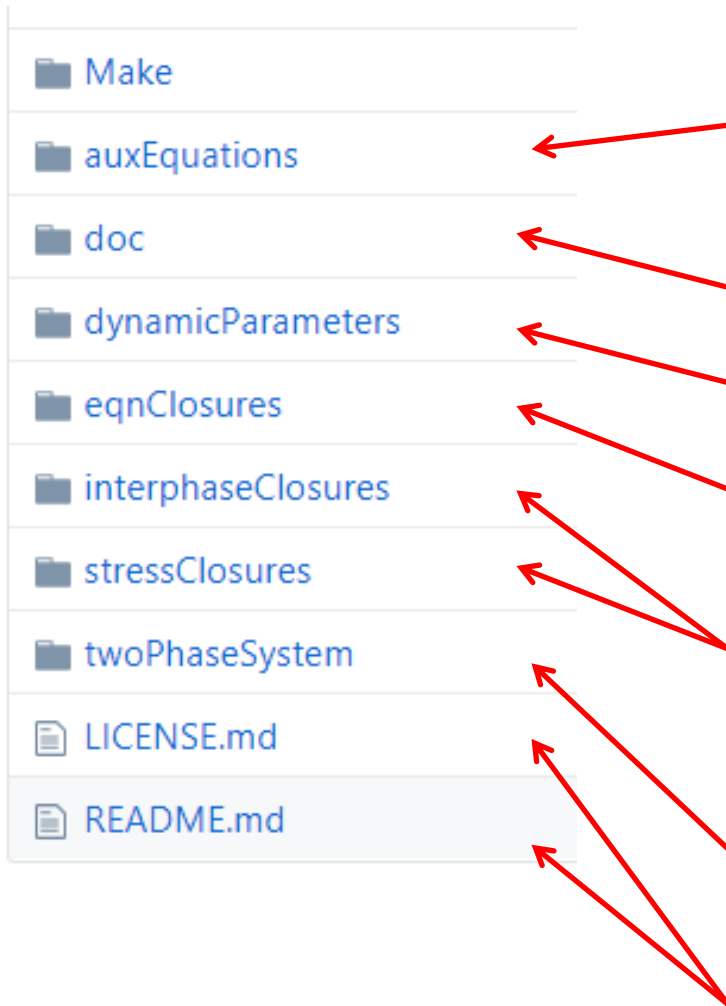 Make
auxEquations
doc
dynamicParameters
eqnClosures
interphaseClosures
stressClosures
twoPhaseSystem
LICENSE.md
README.md